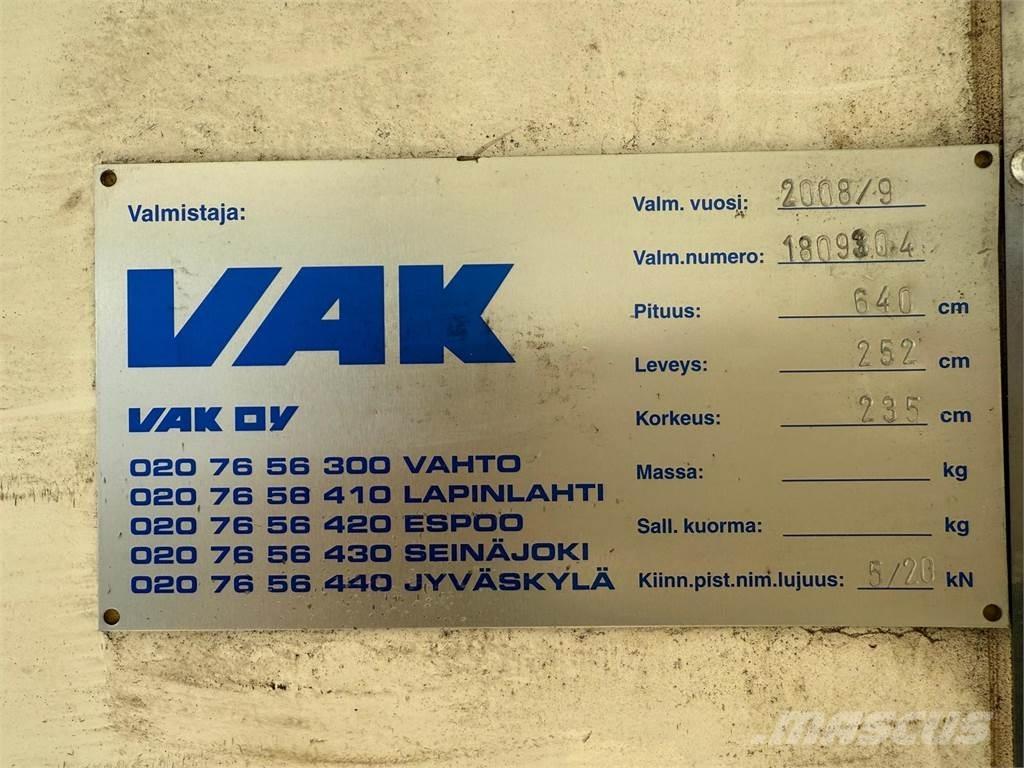 Valmistaja:
VAK
VAK OY
020 76 56 300 VAHTO
020 76 58 410 LAPINLAHTI
020 76 56 420 ESPOO
020 76 56 430 SEINÄJOKI
020 76 56 440 JYVÄSKYLÄ
Valm. vuosi: 2008/9
Valm.numero:
Pituus: 640 cm
Leveys: 252 cm
Korkeus: 235 cm
Massa: kg
Sall. kuorma: kg
Kiinn.pist.nim.lujuus: 5/20 kN
mascus